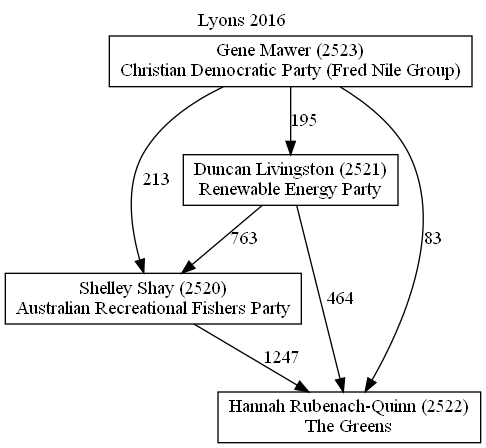 Lyons 2016
Gene Mawer (2523)
Christian Democratic Party (Fred Nile Group)
195
Duncan Livingston (2521)
Renewable Energy Party
213
763
83
Shelley Shay (2520)
Australian Recreational Fishers Party
464
1247
Hannah Rubenach-Quinn (2522)
The Greens